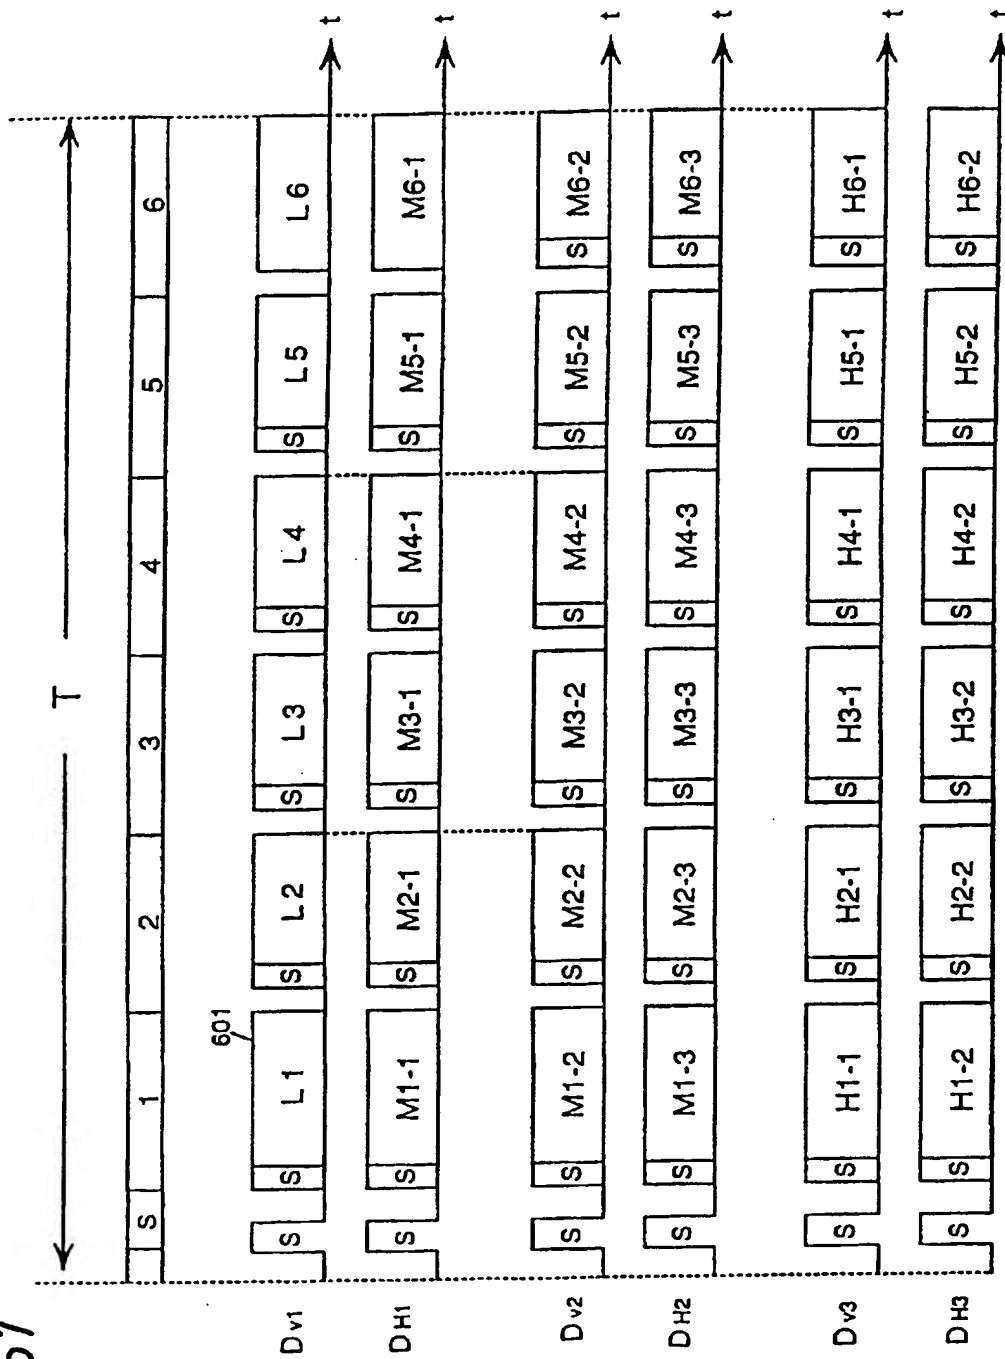 T
S 1 2 3 4 5 6
601
Dv1 S S L1 S L2 S L3 S L4 S L5 L6 t
DH1 S S M1-1 S M2-1 S M3-1 S M4-1 S M5-1 M6-1 t
Dv2 S S M1-2 S M2-2 S M3-2 S M4-2 S M5-2 S M6-2 t
DH2 S S M1-3 S M2-3 S M3-3 S M4-3 S M5-3 S M6-3 t
Dv3 S S H1-1 S H2-1 S H3-1 S H4-1 S H5-1 S H6-1 t
DH3 S S H1-2 S H2-2 S H3-2 S H4-2 S H5-2 S H6-2 t